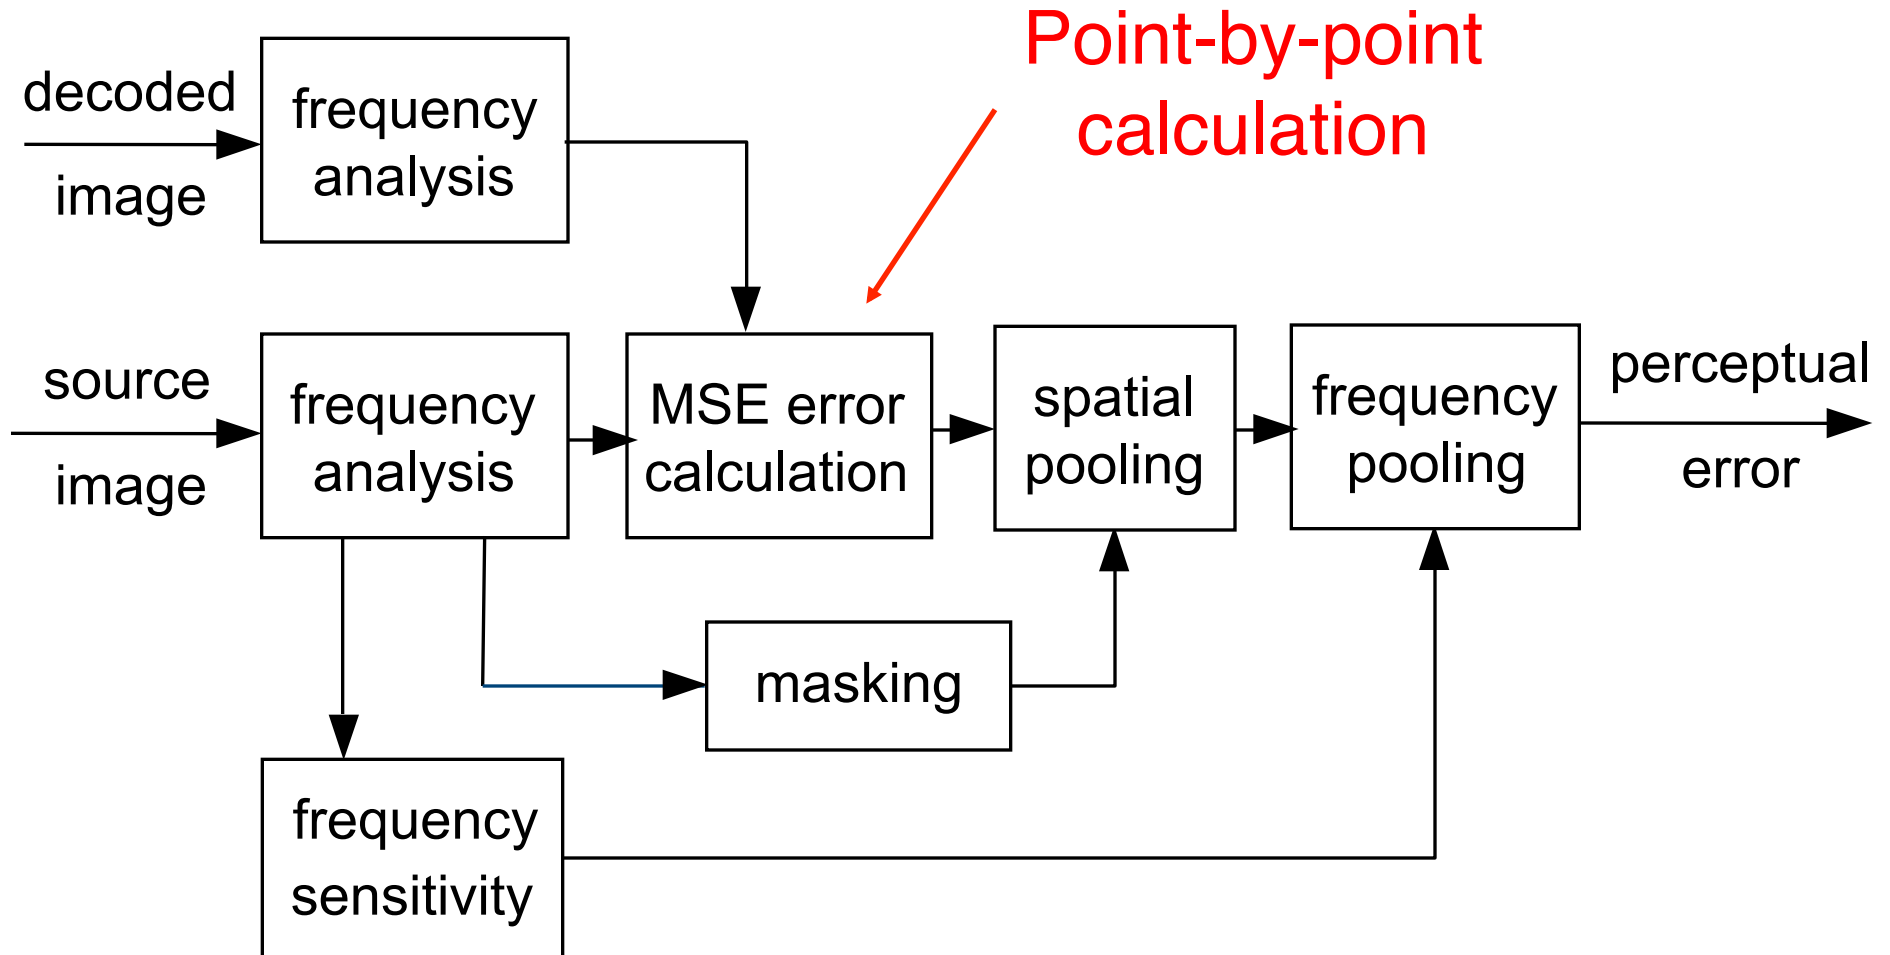 Point-by-point
calculation
decoded
image
frequency
analysis
source
image
frequency
analysis
MSE error
calculation
spatial
pooling
frequency
pooling
perceptual
error
masking
frequency
sensitivity